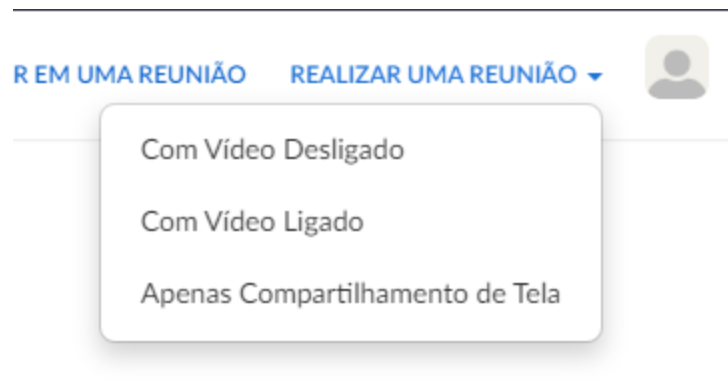 R EM UMA REUNIÃO REALIZAR UMA REUNIÃO
Com Vídeo Desligado
Com Vídeo Ligado
Apenas Compartilhamento de Tela